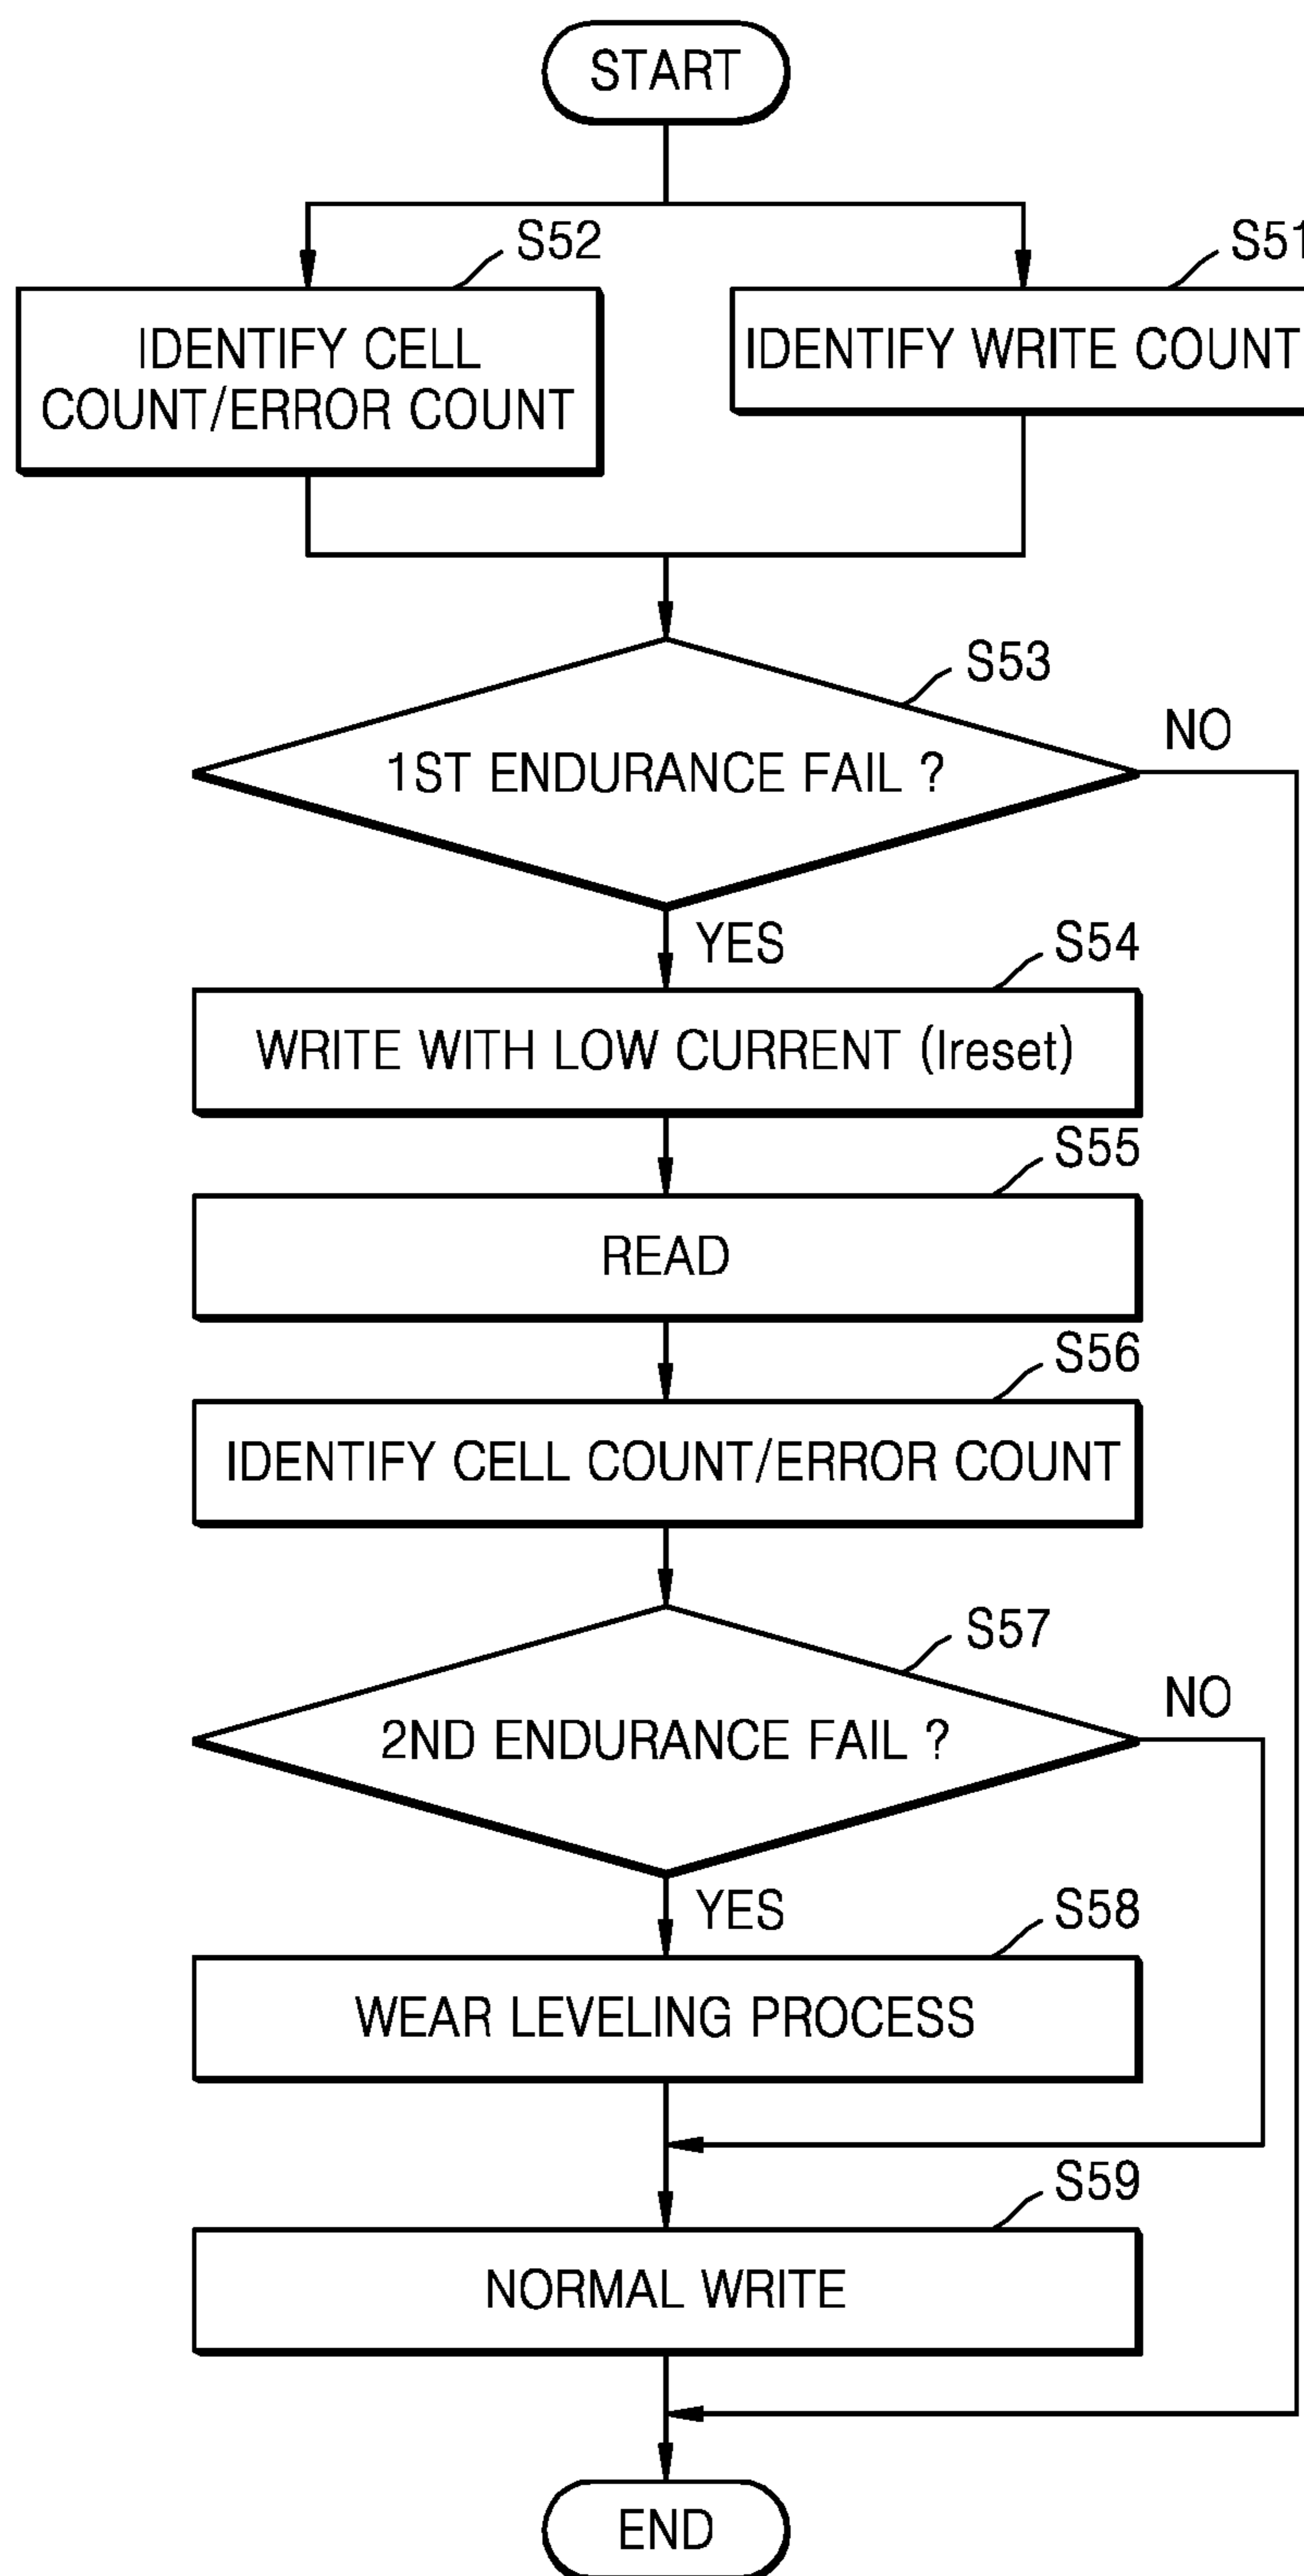 START
S52
S51
IDENTIFY CELL
COUNT/ERROR COUNT
IDENTIFY WRITE COUNT
S53
1ST ENDURANCE FAIL ?
NO
YES
S54
WRITE WITH LOW CURRENT (Ireset)
S55
READ
S56
IDENTIFY CELL COUNT/ERROR COUNT
S57
2ND ENDURANCE FAIL ?
NO
YES
S58
WEAR LEVELING PROCESS
S59
NORMAL WRITE
END